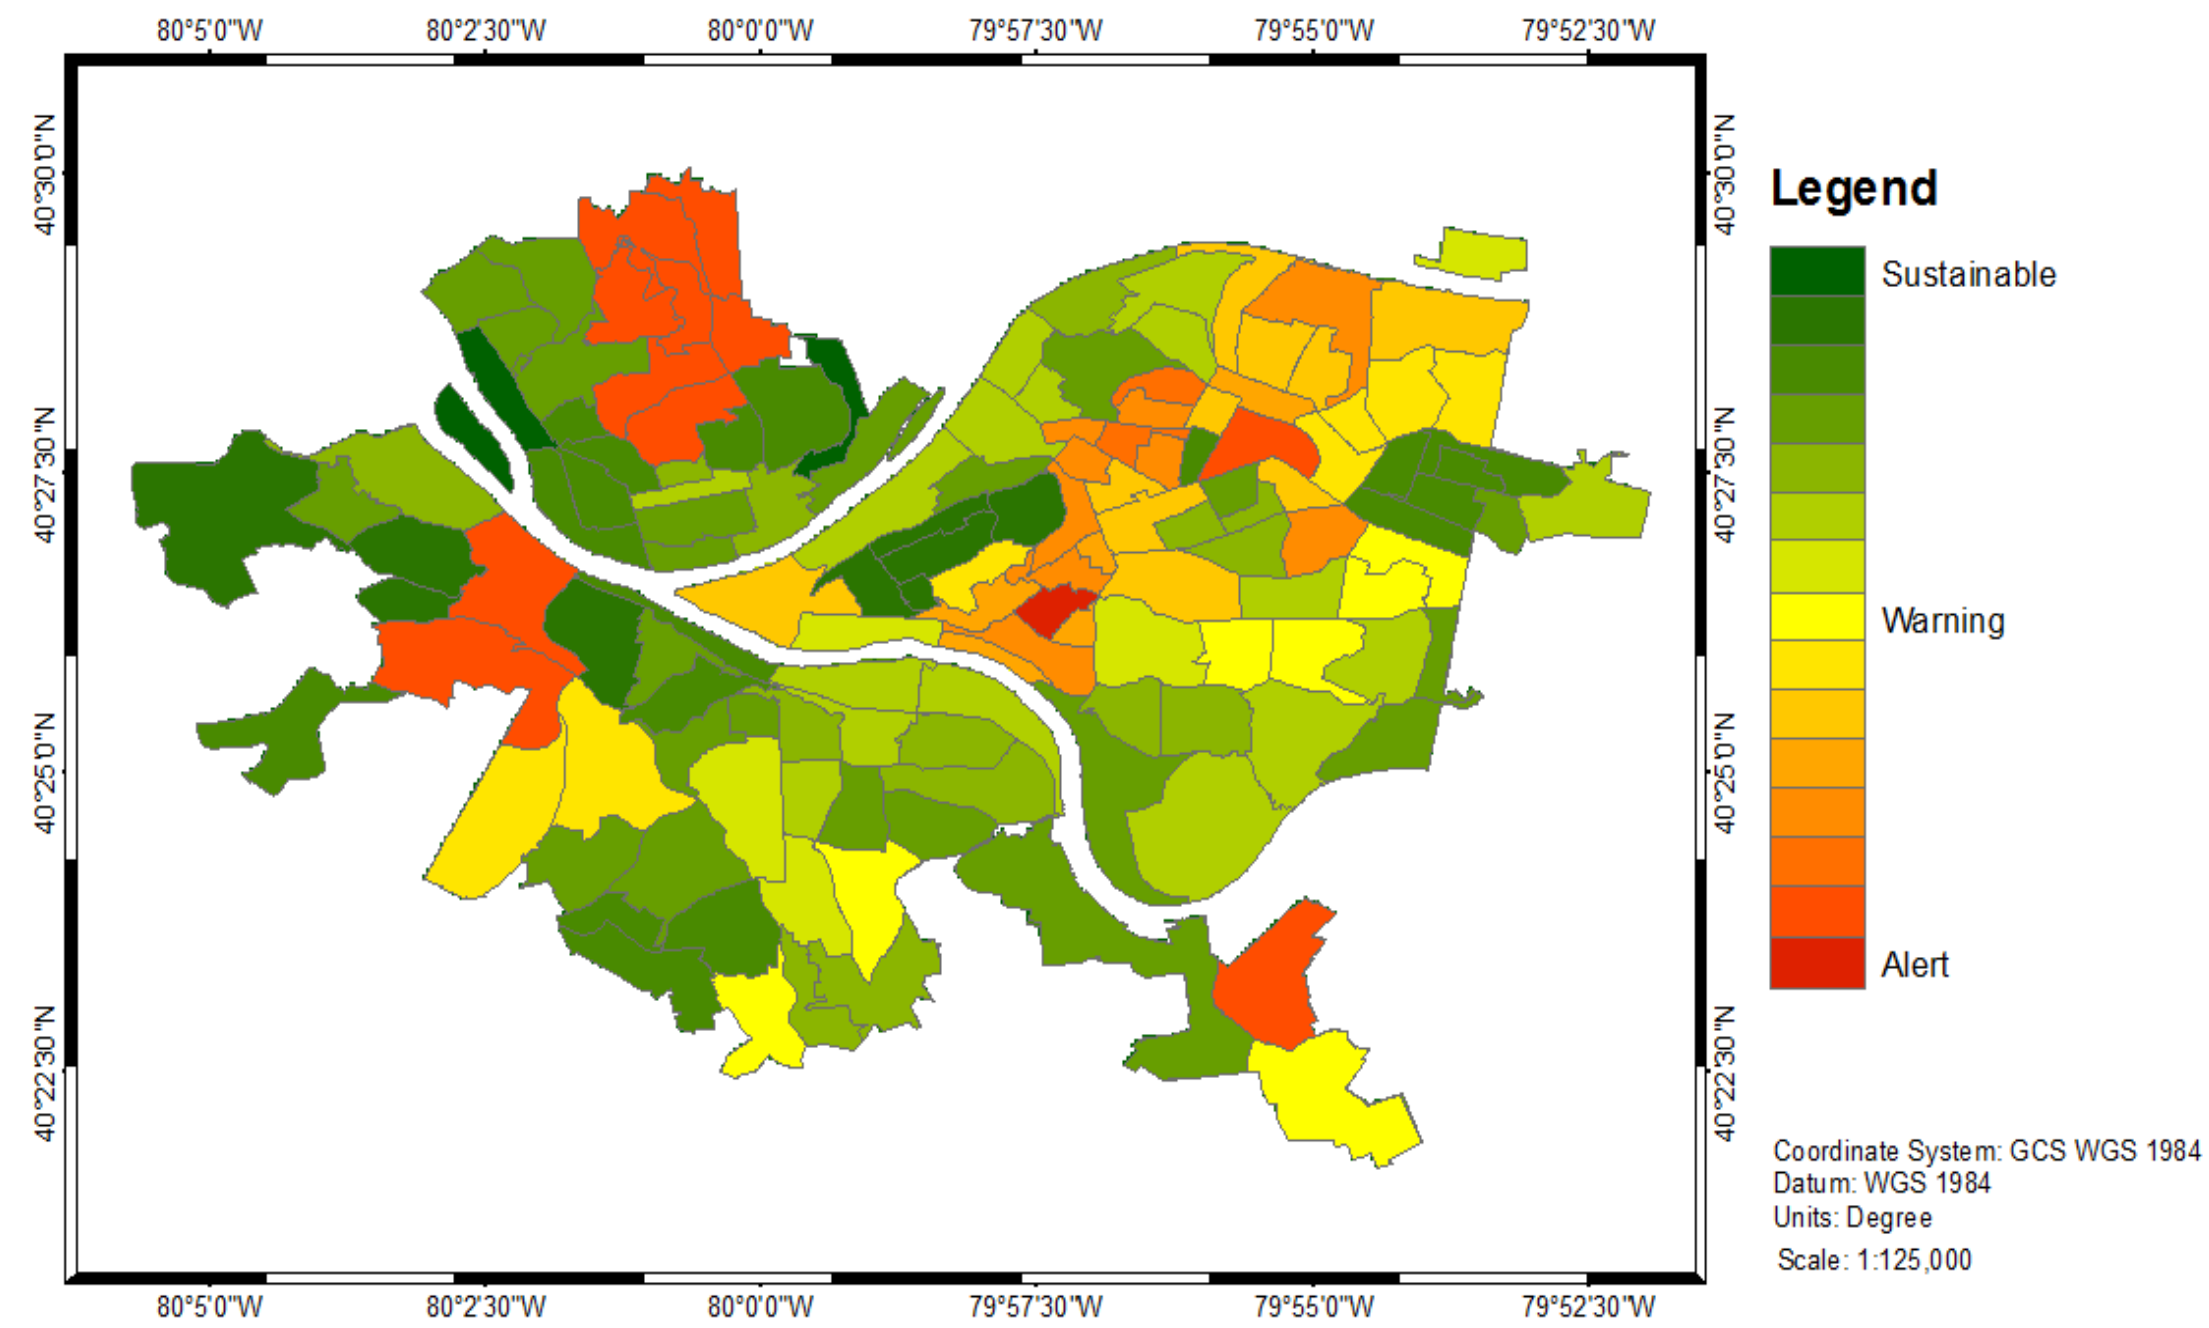 80°5'0"W 80°2'30"W 80°0'0"W 79°57'30"W 79°55'0"W 79°52'30"W
40°30'0"N
40°27'30"N
40°25'0"N
40°22'30"N
40°30'0"N
40°27'30"N
40°25'0"N
40°22'30"N
Legend
Sustainable
Warning
Alert
Coordinate System: GCS WGS 1984
Datum: WGS 1984
Units: Degree
Scale: 1:125,000
80°5'0"W 80°2'30"W 80°0'0"W 79°57'30"W 79°55'0"W 79°52'30"W